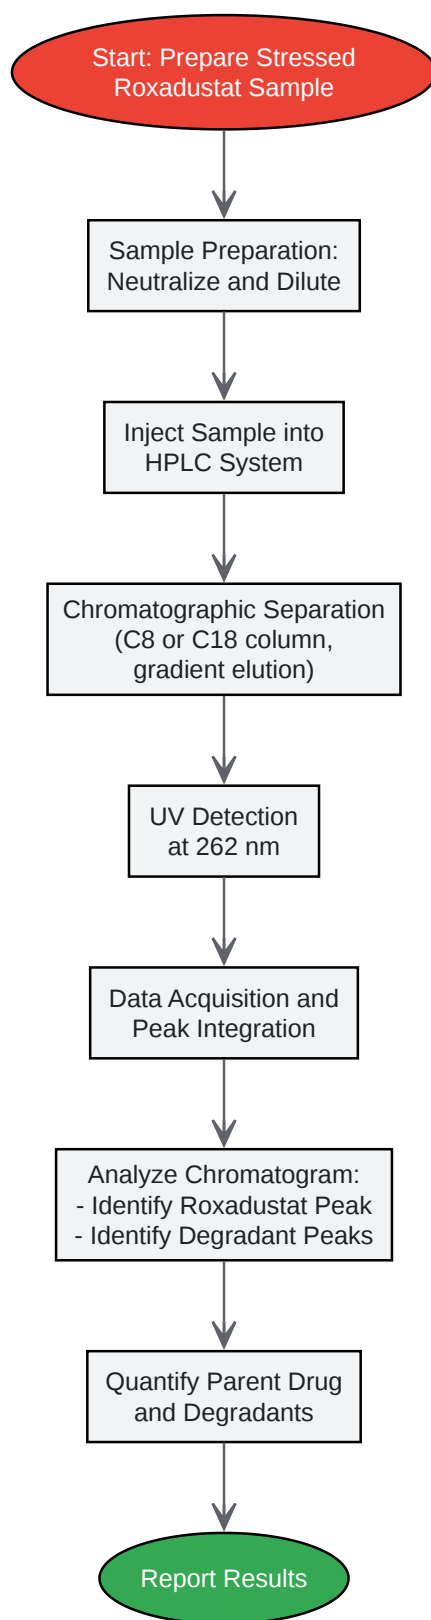 Start: Prepare Stressed
Roxadustat Sample
Sample Preparation:
Neutralize and Dilute
Inject Sample into
HPLC System
Chromatographic Separation
(C8 or C18 column,
gradient elution)
UV Detection
at 262 nm
Data Acquisition and
Peak Integration
Analyze Chromatogram:
- Identify Roxadustat Peak
- Identify Degradant Peaks
Quantify Parent Drug
and Degradants
Report Results